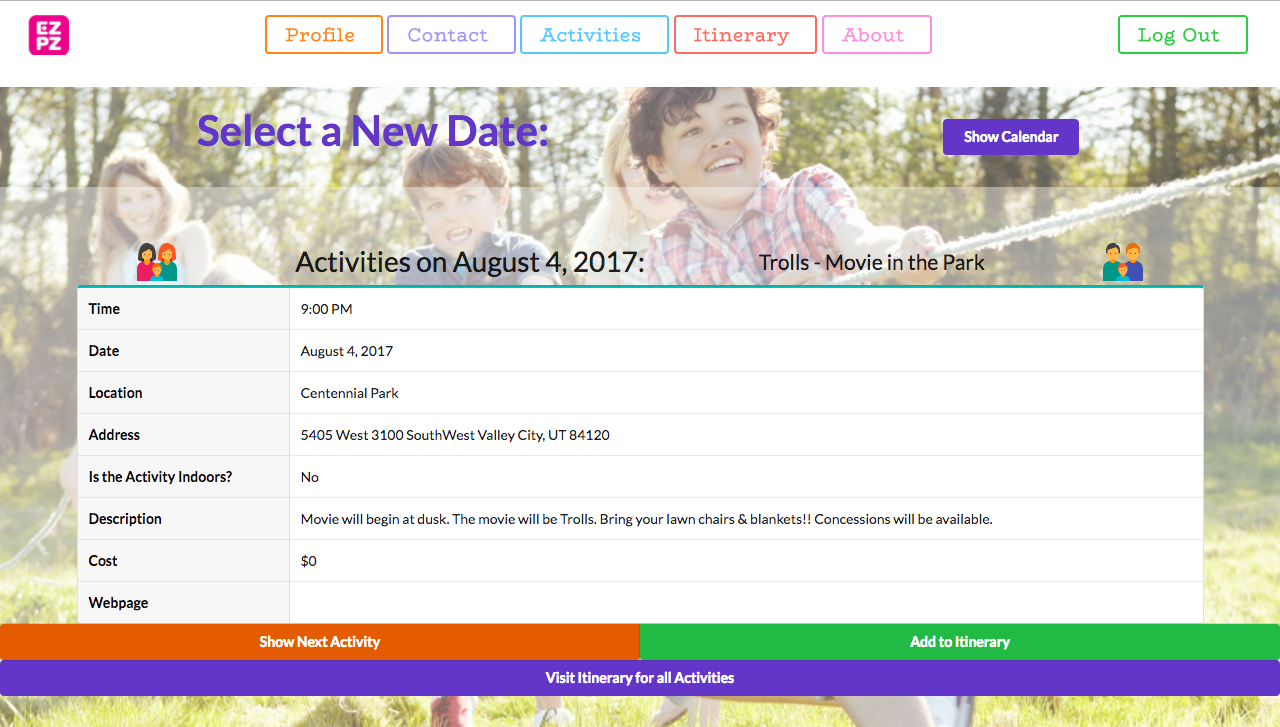 EZ
PZ
Profile
Contact
Activities
Itinerary
About
Log Out
Select a New Date:
Show Calendar
Activities on August 4, 2017:
Trolls - Movie in the Park
Time
9:00 PM
Date
August 4, 2017
Location
Centennial Park
Address
5405 West 3100 SouthWest Valley City, UT 84120
Is the Activity Indoors?
No
Description
Movie will begin at dusk. The movie will be Trolls. Bring your lawn chairs & blankets!! Concessions will be available.
Cost
$0
Webpage
Show Next Activity
Add to Itinerary
Visit Itinerary for all Activities